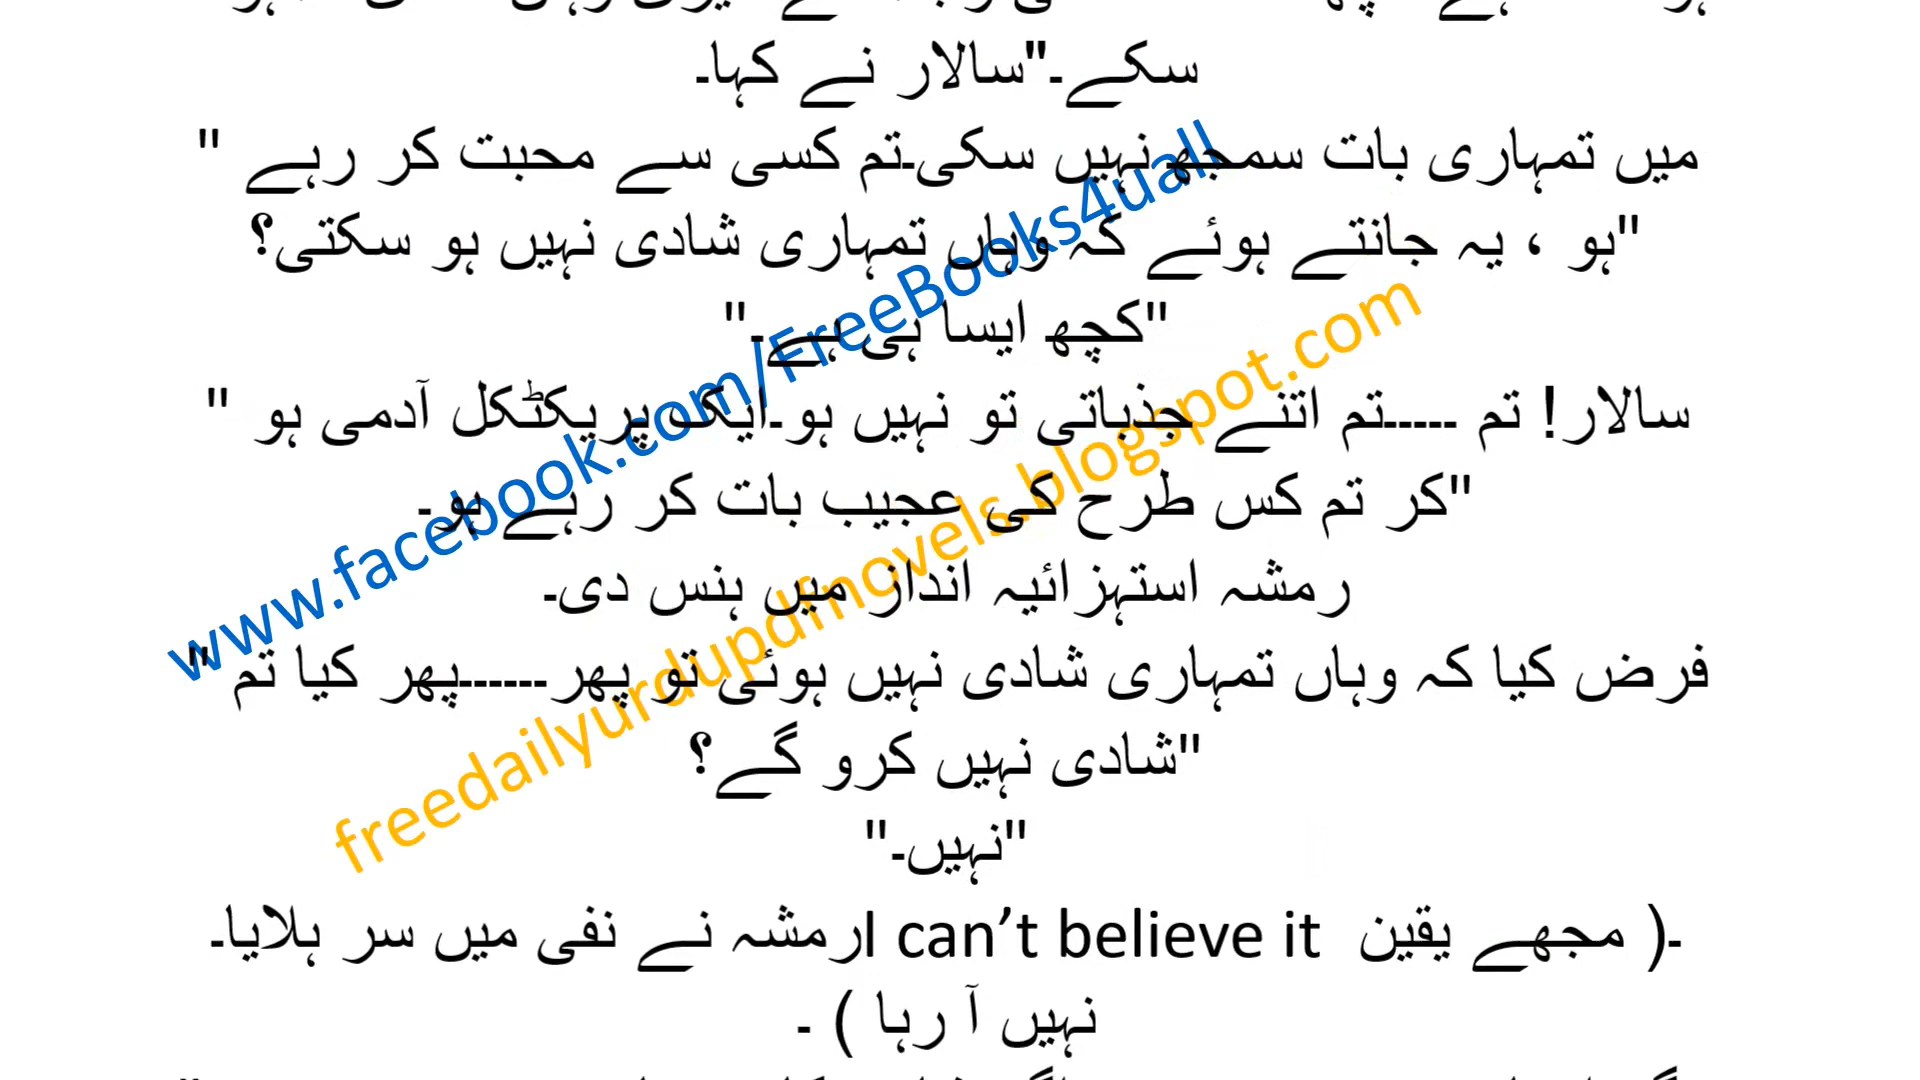 سکے۔"سالار نے کہا۔
میں تمہاری بات سمجھ نہیں سکی۔تم کسی سے محبت کر رہے "
"ہو ، یہ جانتے ہوئے کہ وہاں تمہاری شادی نہیں ہو سکتی؟
"کچھ ایسا ہی ہے۔"
سالار! تم -----تم اتنے جذباتی تو نہیں ہو۔ایک پریکٹکل آدمی ہو "
"کر تم کس طرح کی عجیب بات کر رہے ہو۔
رمشہ استہزائیہ انداز میں ہنس دی۔
فرض کیا کہ وہاں تمہاری شادی نہیں ہوئی تو پھر------پھر کیا تم "
"شادی نہیں کرو گے؟
"نہیں۔"
۔( مجھے یقین I can’t believe it رمشہ نے نفی میں سر ہلایا۔
نہیں آ رہا ) ۔
www.facebook.com/FreeBooks4uall
freedailyurdupdfnovels.blogspot.com